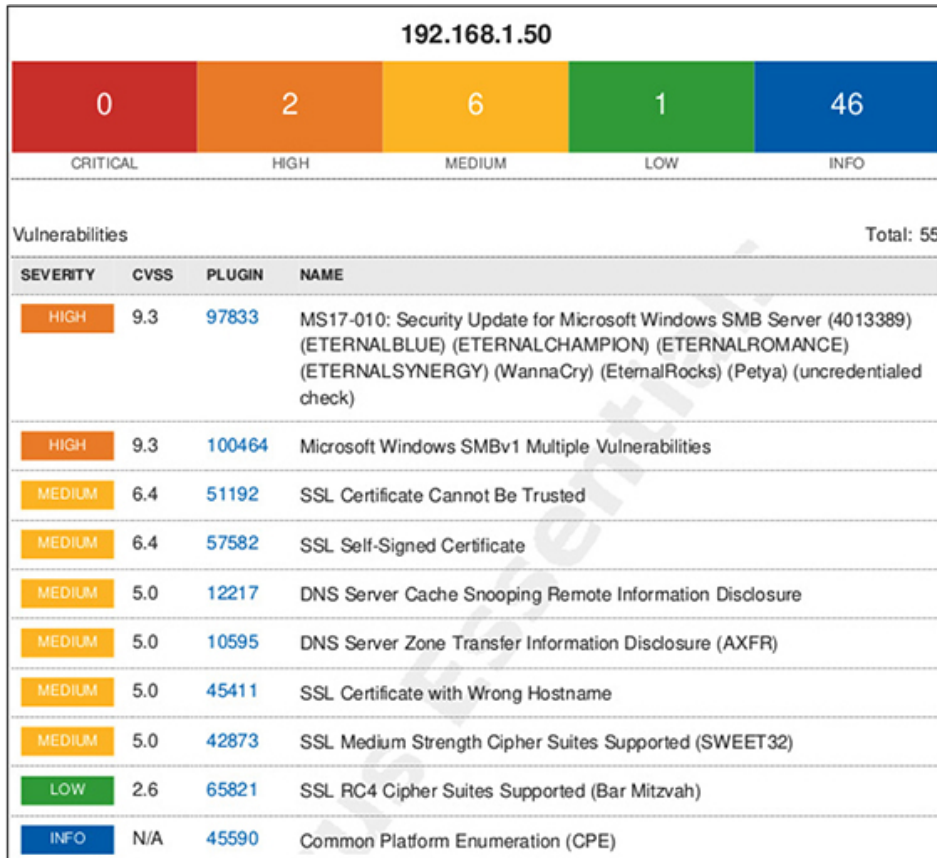 192.168.1.50
0 2 6 1 46
CRITICAL HIGH MEDIUM LOW INFO
Vulnerabilities Total: 55
SEVERITY CVSS PLUGIN NAME
HIGH 9.3 97833 MS17-010: Security Update for Microsoft Windows SMB Server (4013389)
(ETERNALBLUE) (ETERNALCHAMPION) (ETERNALROMANCE)
(ETERNALSYNERGY) (WannaCry) (EternalRocks) (Petya) (uncredentialed
check)
HIGH 9.3 100464 Microsoft Windows SMBv1 Multiple Vulnerabilities
MEDIUM 6.4 51192 SSL Certificate Cannot Be Trusted
MEDIUM 6.4 57582 SSL Self-Signed Certificate
MEDIUM 5.0 12217 DNS Server Cache Snooping Remote Information Disclosure
MEDIUM 5.0 10595 DNS Server Zone Transfer Information Disclosure (AXFR)
MEDIUM 5.0 45411 SSL Certificate with Wrong Hostname
MEDIUM 5.0 42873 SSL Medium Strength Cipher Suites Supported (SWEET32)
LOW 2.6 65821 SSL RC4 Cipher Suites Supported (Bar Mitzvah)
INFO N/A 45590 Common Platform Enumeration (CPE)
us Essentials